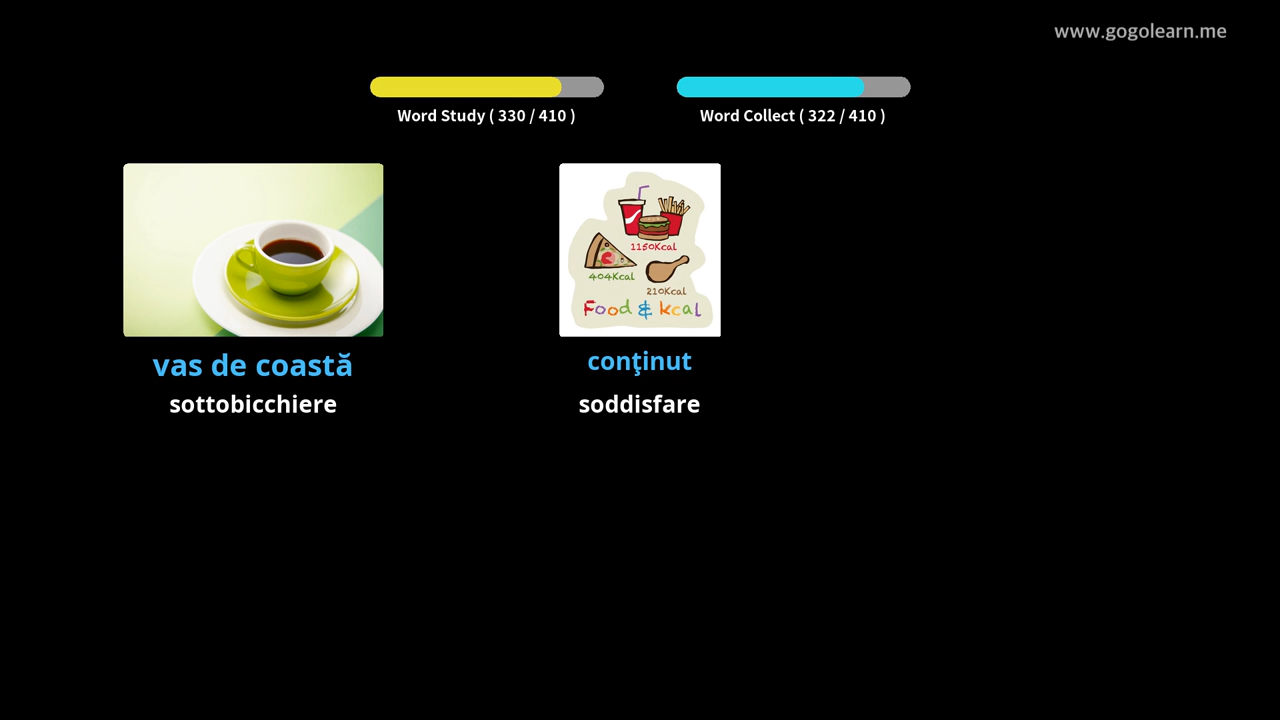 www.gogolearn.me
Word Study ( 330 / 410 )
Word Collect ( 322 / 410 )
1150Kcal
404Kcal
210Kcal
Food & kcal
vas de coastă
conţinut
sottobicchiere
soddisfare